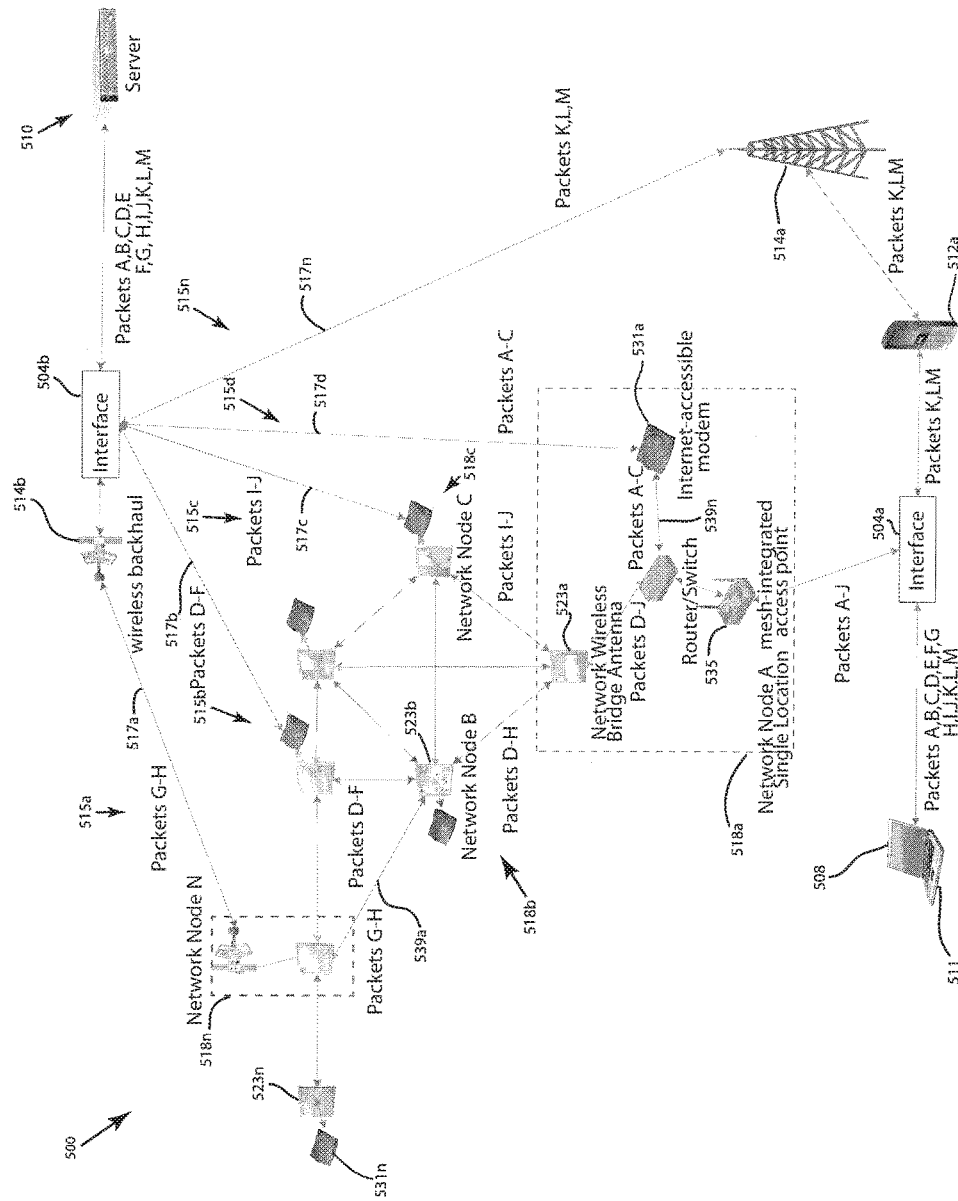 500
510
Server
Packets A,B,C,D,E
F,G, H,I,J,K,L,M
504b
Interface
514b
wireless backhaul
517a
515a
Packets G-H
Network Node N
518n
523n
531n
517b
Packets D-F
515b
515c
Packets I-J
517c
515d
517d
515n
517n
Packets K,L,M
518c
Network Node C
Packets I-J
Packets A-C
Packets D-F
523b
Network Node B
518b
Packets D-H
539a
Packets G-H
523a
Network Wireless
Bridge Antenna
Packets D-J
Packets A-C
531a
Internet-accessible
modem
539n
Router/Switch
535
Network Node A
Single Location
mesh-integrated
access point
518a
Packets A-J
514a
Packets K,LM
512a
Packets K,LM
504a
Interface
Packets A,B,C,D,E,F,G
H,I,J,K,L,M
508
511